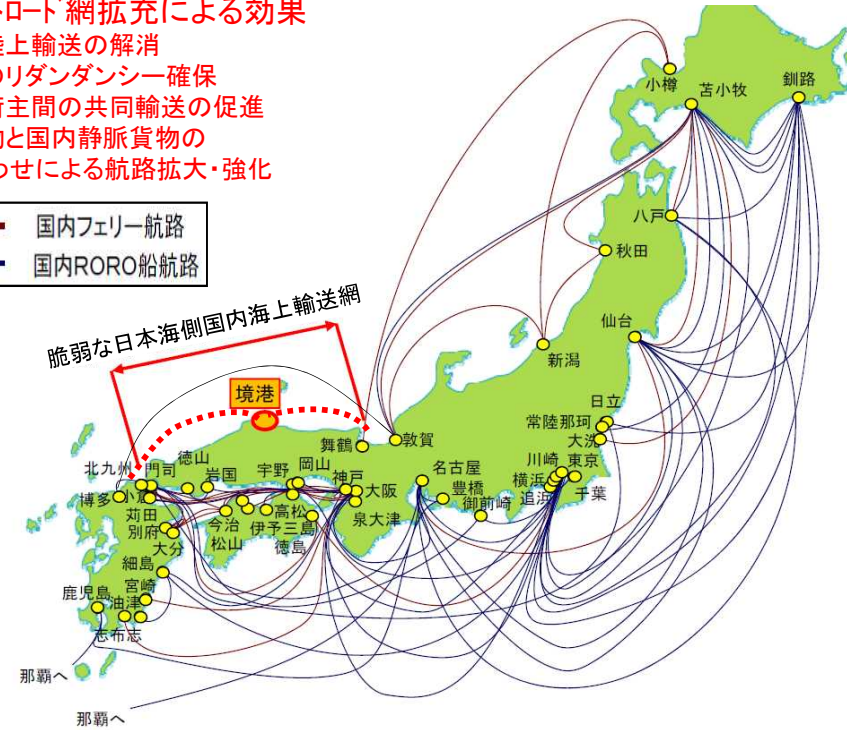 ロード網拡充による効果
上輸送の解消
のリダンダンシー確保
主間の共同輸送の促進
と国内静脈貨物の
わせによる航路拡大・強化
国内フェリー航路
国内RORO船航路
脆弱な日本海側国内海上輸送網
境港
小樽
苫小牧
釧路
八戸
秋田
仙台
新潟
日立
常陸那珂
大洗
舞鶴
敦賀
川崎
東京
横浜
追浜
千葉
名古屋
豊橋
御前崎
北九州
門司
徳山
岩国
宇野
岡山
神戸
大阪
泉大津
博多
小倉
苅田
別府
大分
今治
松山
伊予三島
高松
徳島
細島
宮崎
鹿児島
油津
志布志
那覇へ
那覇へ